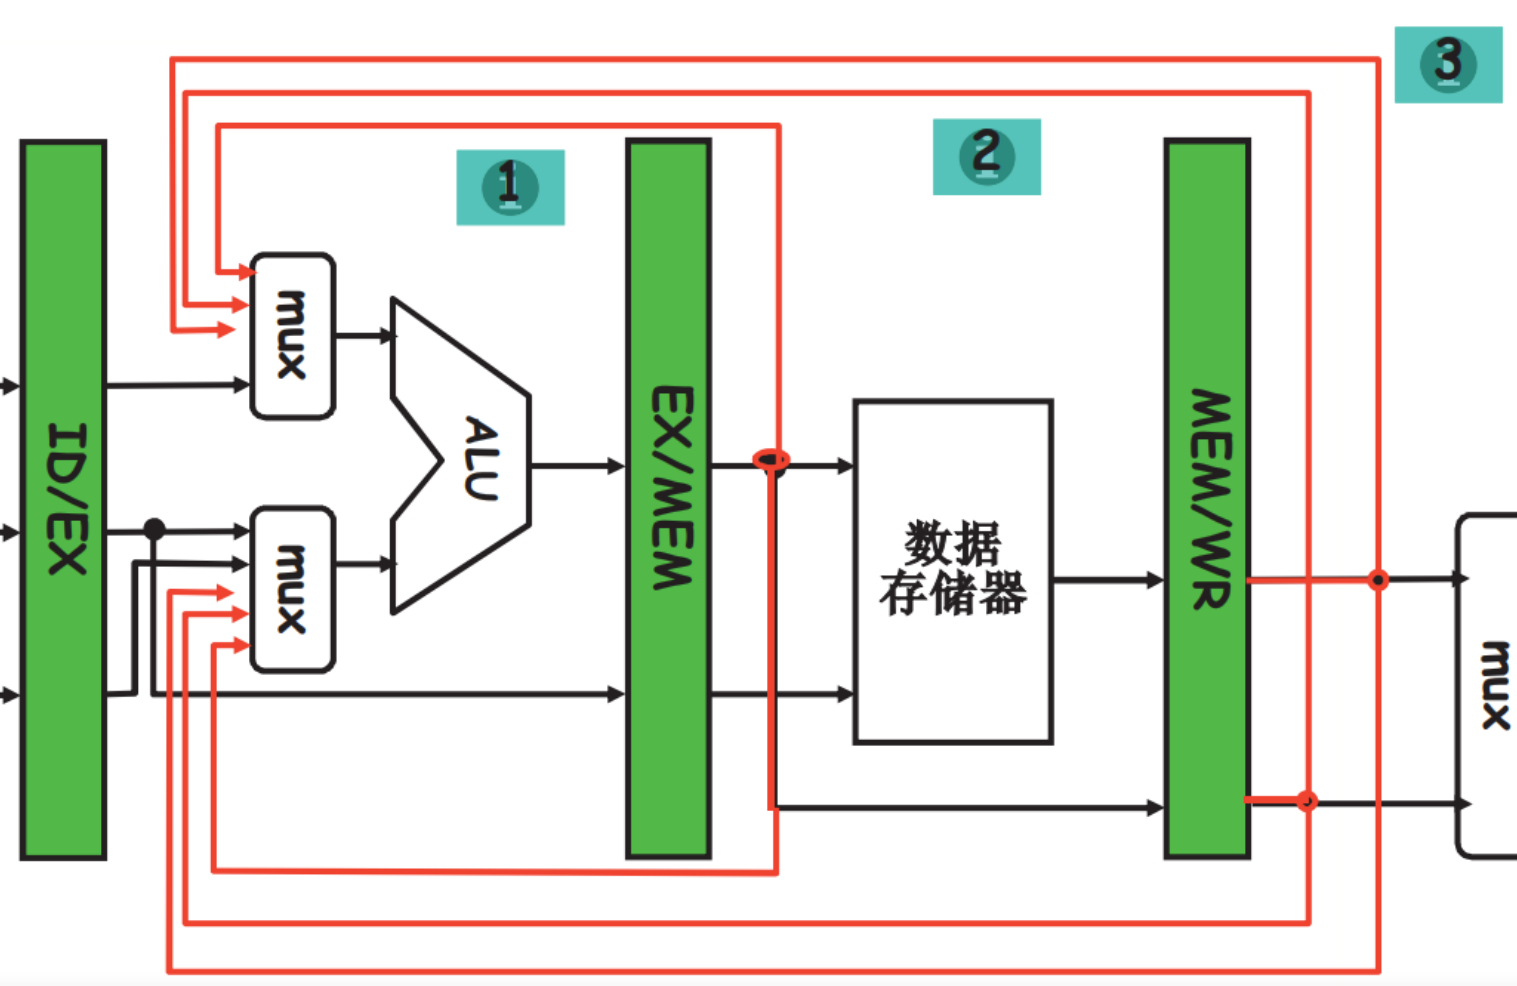 3
2
1
mux
ID/EX
ALU
EX/MEM
MEM/WR
数据
存储器
mux
mux